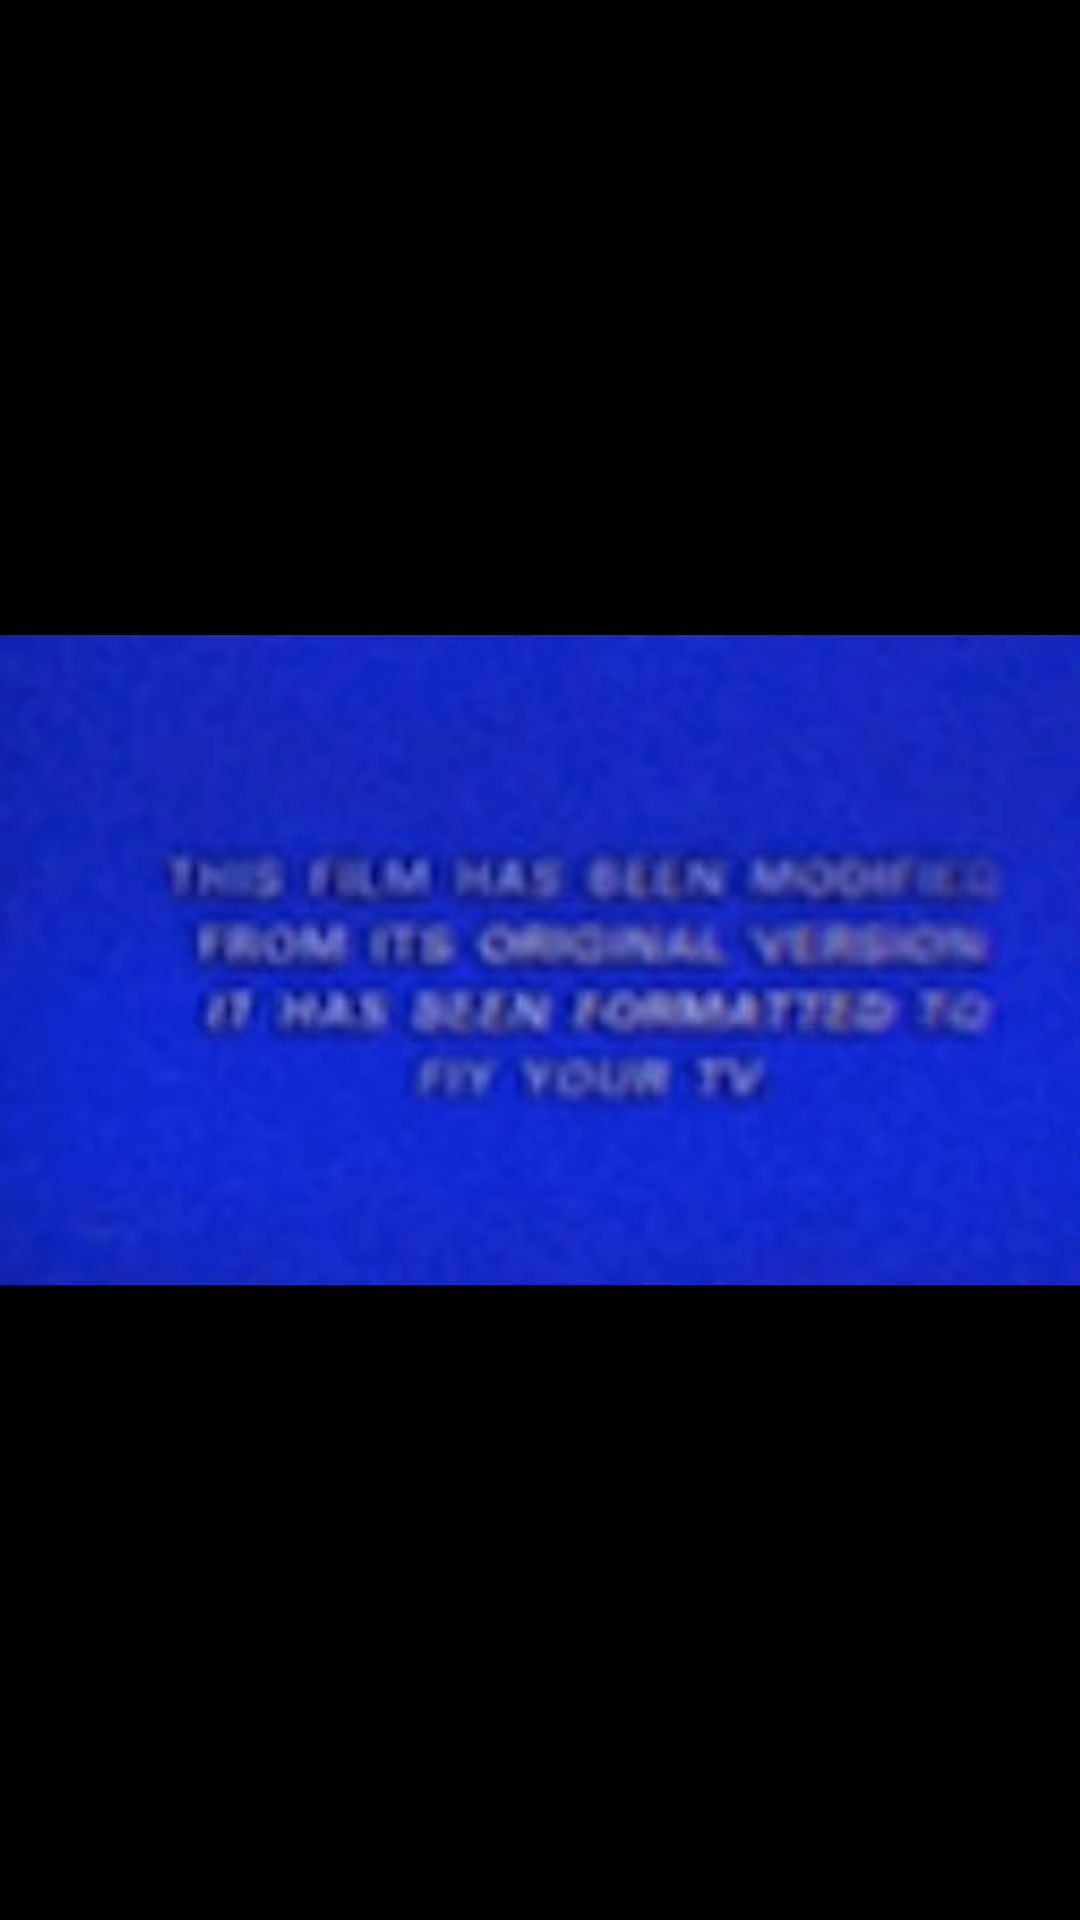 THIS FILM HAS BEEN MODIFIED
FROM ITS ORIGINAL VERSION
IT HAS BEEN FORMATTED TO
FIY YOUR TV